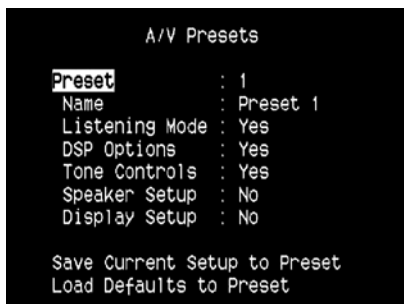 A/V Presets
Preset : 1
Name : Preset 1
Listening Mode : Yes
DSP Options : Yes
Tone Controls : Yes
Speaker Setup : No
Display Setup : No
Save Current Setup to Preset
Load Defaults to Preset